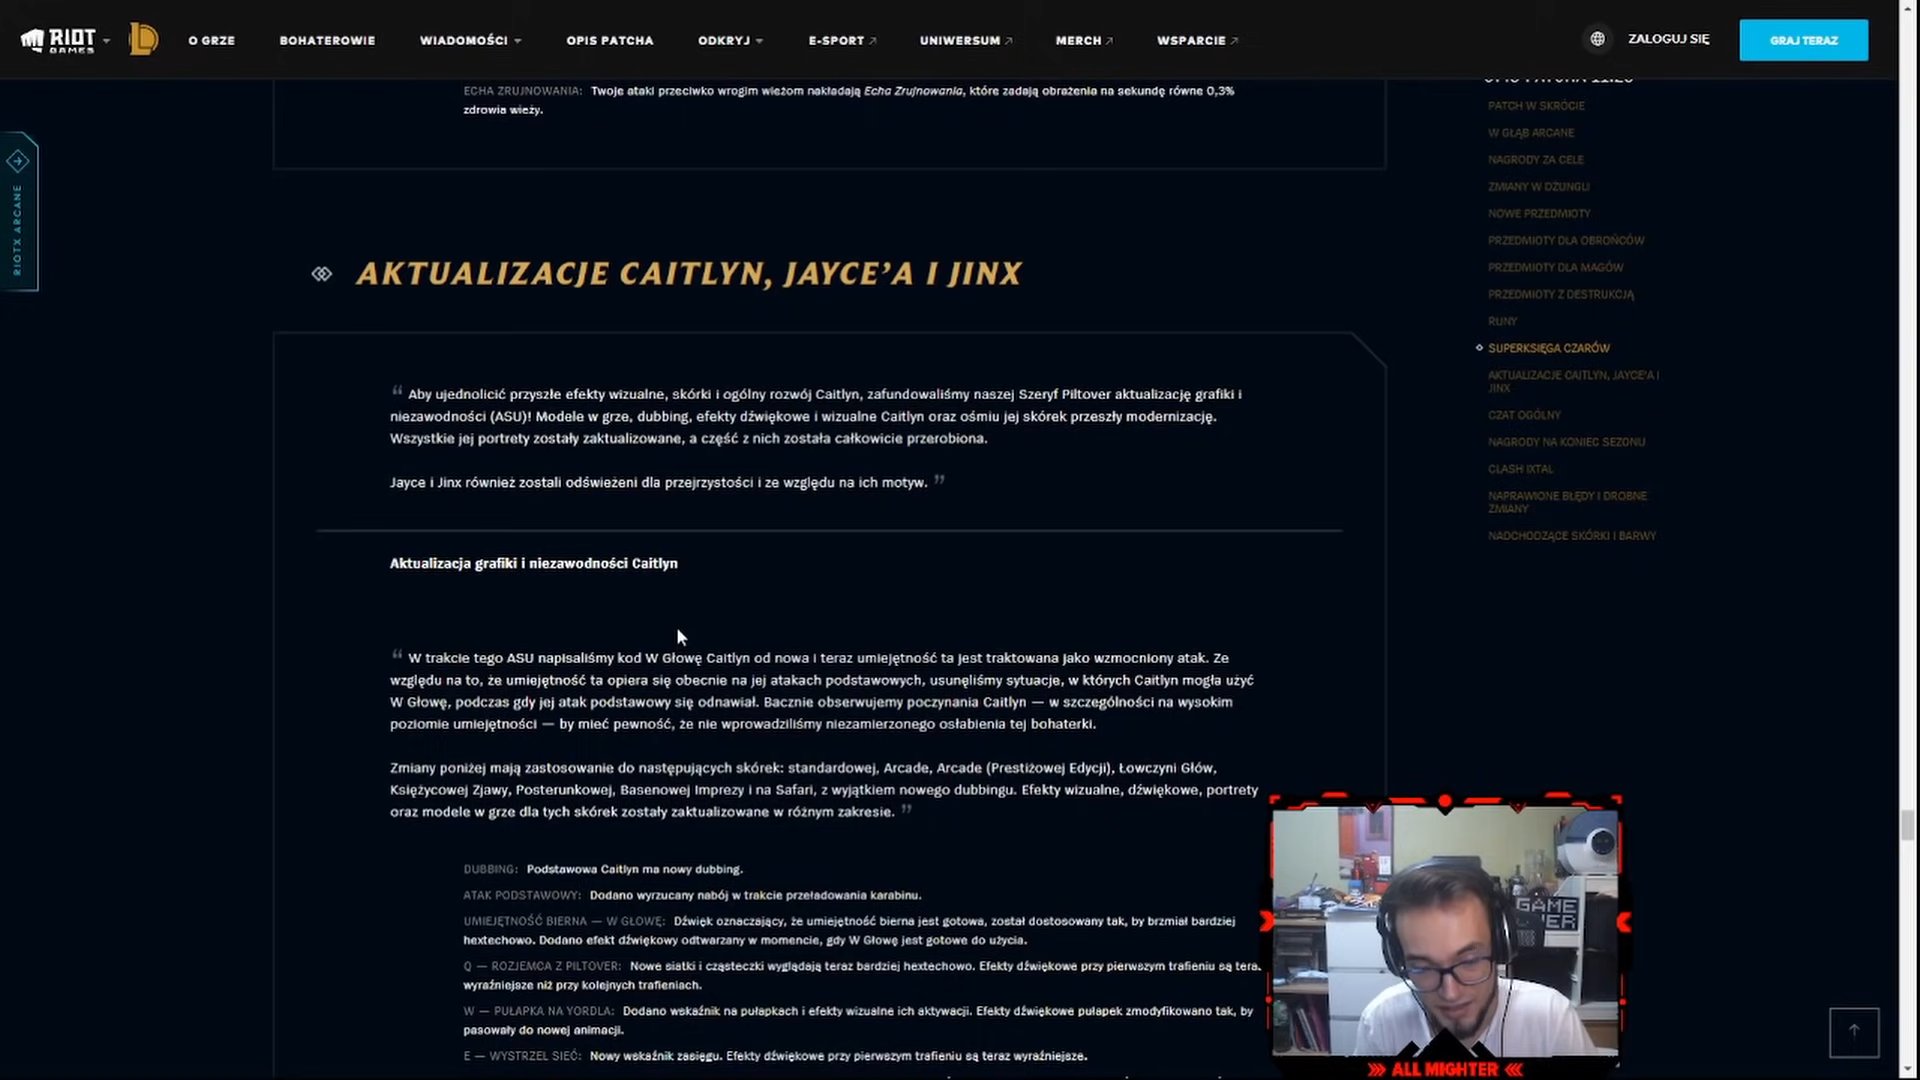 RIOT GAMES
O GRZE
BOHATEROWIE
WIADOMOŚCI
OPIS PATCHA
ODKRYJ
E-SPORT
UNIWERSUM
MERCH
WSPARCIE
ZALOGUJ SIĘ
GRAJ TERAZ
RIOTX ARCANE
ECHA ZRUJNOWANIA: Twoje ataki przeciwko wrogim wieżom nakładają Echa Zrujnowania, które zadają obrażenia na sekundę równe 0,3%
zdrowia wieży.
AKTUALIZACJE CAITLYN, JAYCE’A I JINX
“ Aby ujednolicić przyszłe efekty wizualne, skórki i ogólny rozwój Caitlyn, zafundowaliśmy naszej Szeryf Piltover aktualizację grafiki i
niezawodności (ASU)! Modele w grze, dubbing, efekty dźwiękowe i wizualne Caitlyn oraz ośmiu jej skórek przeszły modernizację.
Wszystkie jej portrety zostały zaktualizowane, a część z nich została całkowicie przerobiona.
Jayce i Jinx również zostali odświeżeni dla przejrzystości i ze względu na ich motyw. ”
Aktualizacja grafiki i niezawodności Caitlyn
“ W trakcie tego ASU napisaliśmy kod W Głowę Caitlyn od nowa i teraz umiejętność ta jest traktowana jako wzmocniony atak. Ze
względu na to, że umiejętność ta opiera się obecnie na jej atakach podstawowych, usunęliśmy sytuacje, w których Caitlyn mogła użyć
W Głowę, podczas gdy jej atak podstawowy się odnawiał. Bacznie obserwujemy poczynania Caitlyn — w szczególności na wysokim
poziomie umiejętności — by mieć pewność, że nie wprowadziliśmy niezamierzonego osłabienia tej bohaterki.
Zmiany poniżej mają zastosowanie do następujących skórek: standardowej, Arcade, Arcade (Prestiżowej Edycji), Łowczyni Głów,
Księżycowej Zjawy, Posterunkowej, Basenowej Imprezy i na Safari, z wyjątkiem nowego dubbingu. Efekty wizualne, dźwiękowe, portrety
oraz modele w grze dla tych skórek zostały zaktualizowane w różnym zakresie. ”
DUBBING: Podstawowa Caitlyn ma nowy dubbing.
ATAK PODSTAWOWY: Dodano wyrzucany nabój w trakcie przeładowania karabinu.
UMIEJĘTNOŚĆ BIERNA — W GŁOWĘ: Dźwięk oznaczający, że umiejętność bierna jest gotowa, został dostosowany tak, by brzmiał bardziej
hextechowo. Dodano efekt dźwiękowy odtwarzany w momencie, gdy W Głowę jest gotowe do użycia.
Q — ROZJEMCA Z PILTOVER: Nowe siatki i cząsteczki wyglądają teraz bardziej hextechowo. Efekty dźwiękowe przy pierwszym trafieniu są
wyraźniejsze niż przy kolejnych trafieniach.
W — PUŁAPKA NA YORDLA: Dodano wskaźnik na pułapkach i efekty wizualne ich aktywacji. Efekty dźwiękowe pułapek zmodyfikowano tak, by
pasowały do nowej animacji.
E — WYSTRZEL SIEĆ: Nowy wskaźnik zasięgu. Efekty dźwiękowe przy pierwszym trafieniu są teraz wyraźniejsze.
PATCH W SKRÓCIE
W GŁĄB ARCANE
NAGRODY ZA CELE
ZMIANY W DŻUNGLI
NOWE PRZEDMIOTY
PRZEDMIOTY DLA OBROŃCÓW
PRZEDMIOTY DLA MAGÓW
PRZEDMIOTY Z DESTRUKCJĄ
RUNY
SUPERKSIĘGA CZARÓW
AKTUALIZACJE CAITLYN, JAYCE'A I
JINX
CZAT OGÓLNY
NAGRODY NA KONIEC SEZONU
CLASH IXTAL
NAPRAWIONE BŁĘDY I DROBNE
ZMIANY
NADCHODZĄCE SKÓRKI I BARWY
GAME
ALL MIGHTER